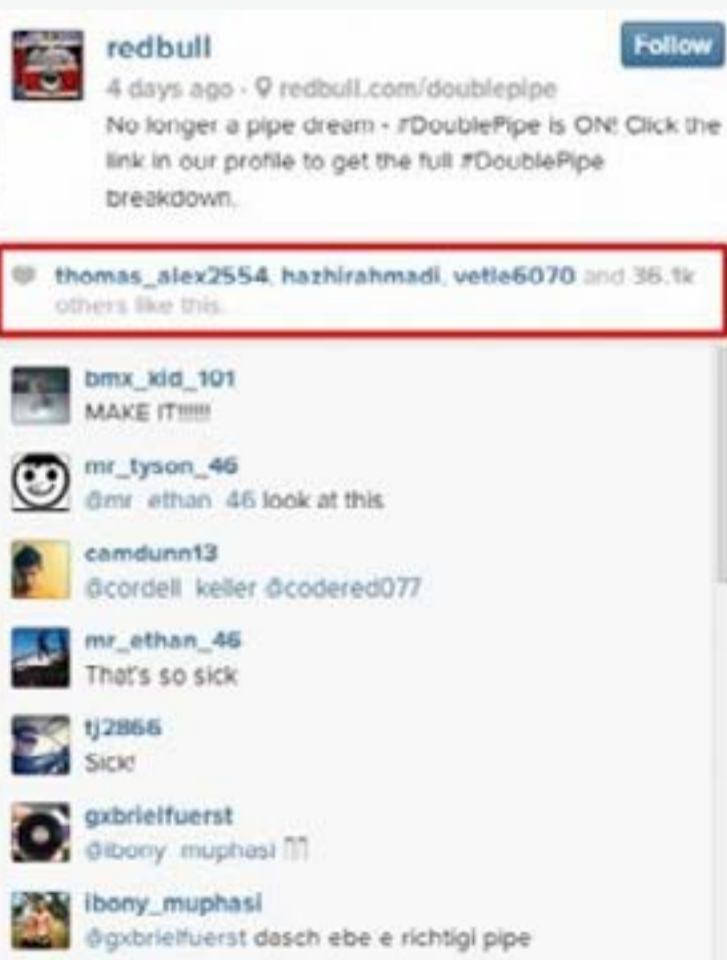 redbull
Follow
4 days ago · redbull.com/doublepipe
No longer a pipe dream - #DoublePipe is ON! Click the
link in our profile to get the full #DoublePipe
breakdown.
thomas_alex2554, hazhirahmadi, vetle6070 and 36.1k
others like this.
bmx_kid_101
MAKE IT!!!!!!
mr_tyson_46
@mr_ethan_46 look at this
camdunn13
@cordell_keller @codered077
mr_ethan_46
That's so sick
tj2866
Sick!
gxbrielfuerst
@ibony_muphasi
ibony_muphasi
@gxbrielfuerst dasch ebe e richtigi pipe